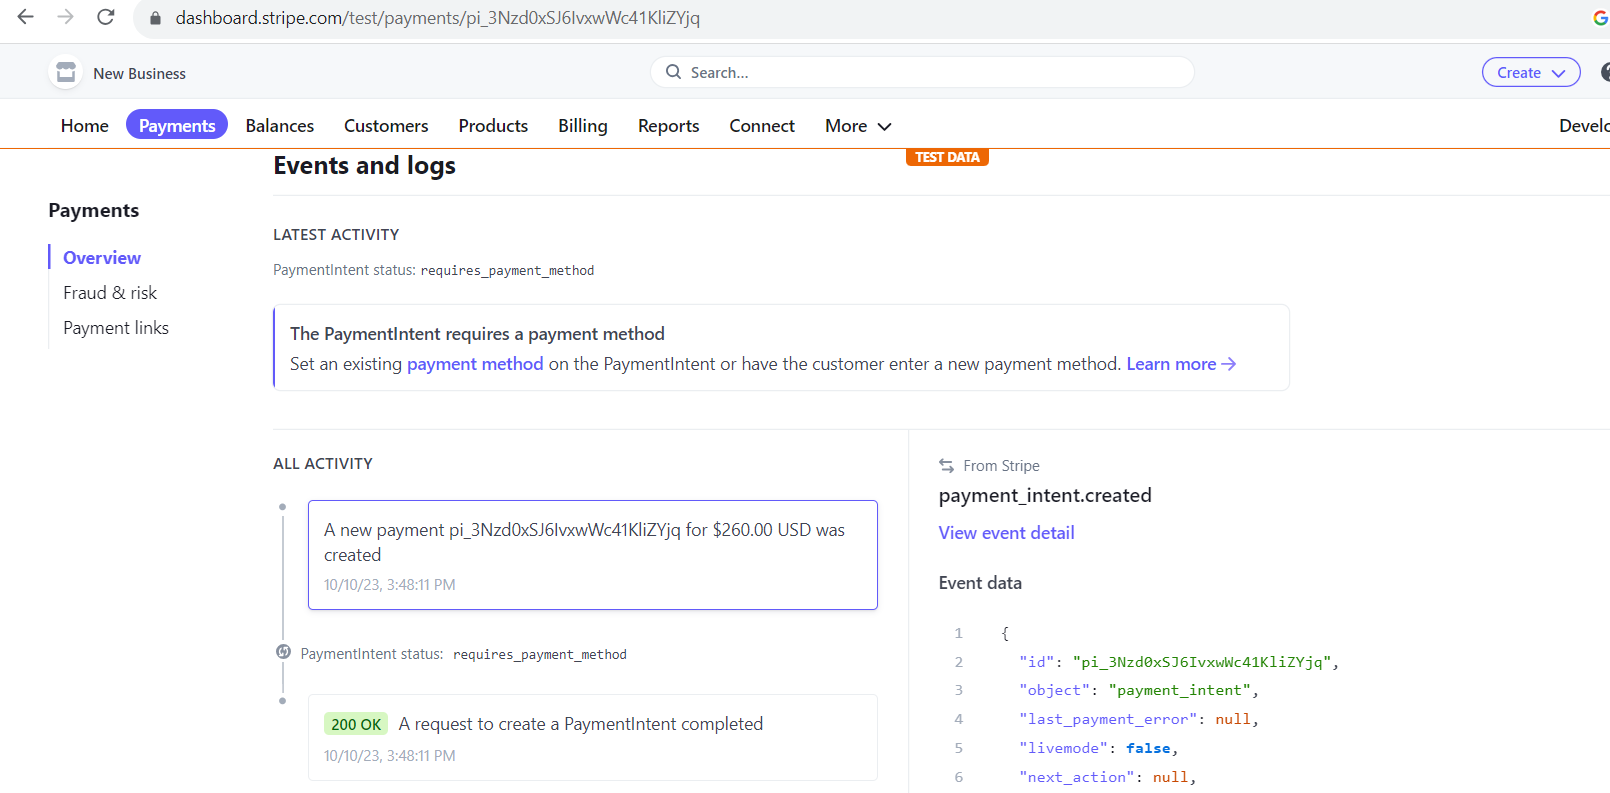 dashboard.stripe.com/test/payments/pi_3Nzd0xSJ6IvxwWc41KliZYjq
New Business
Search...
Create
Home Payments Balances Customers Products Billing Reports Connect More Develo
TEST DATA
Events and logs
Payments
Overview
Fraud & risk
Payment links
LATEST ACTIVITY
PaymentIntent status: requires_payment_method
The PaymentIntent requires a payment method
Set an existing payment method on the PaymentIntent or have the customer enter a new payment method. Learn more →
ALL ACTIVITY
A new payment pi_3Nzd0xSJ6IvxwWc41KliZYjq for $260.00 USD was
created
10/10/23, 3:48:11 PM
PaymentIntent status: requires_payment_method
200 OK A request to create a PaymentIntent completed
10/10/23, 3:48:11 PM
From Stripe
payment_intent.created
View event detail
Event data
1 {
2 "id": "pi_3Nzd0xSJ6IvxwWc41KliZYjq",
3 "object": "payment_intent",
4 "last_payment_error": null,
5 "livemode": false,
6 "next_action": null,